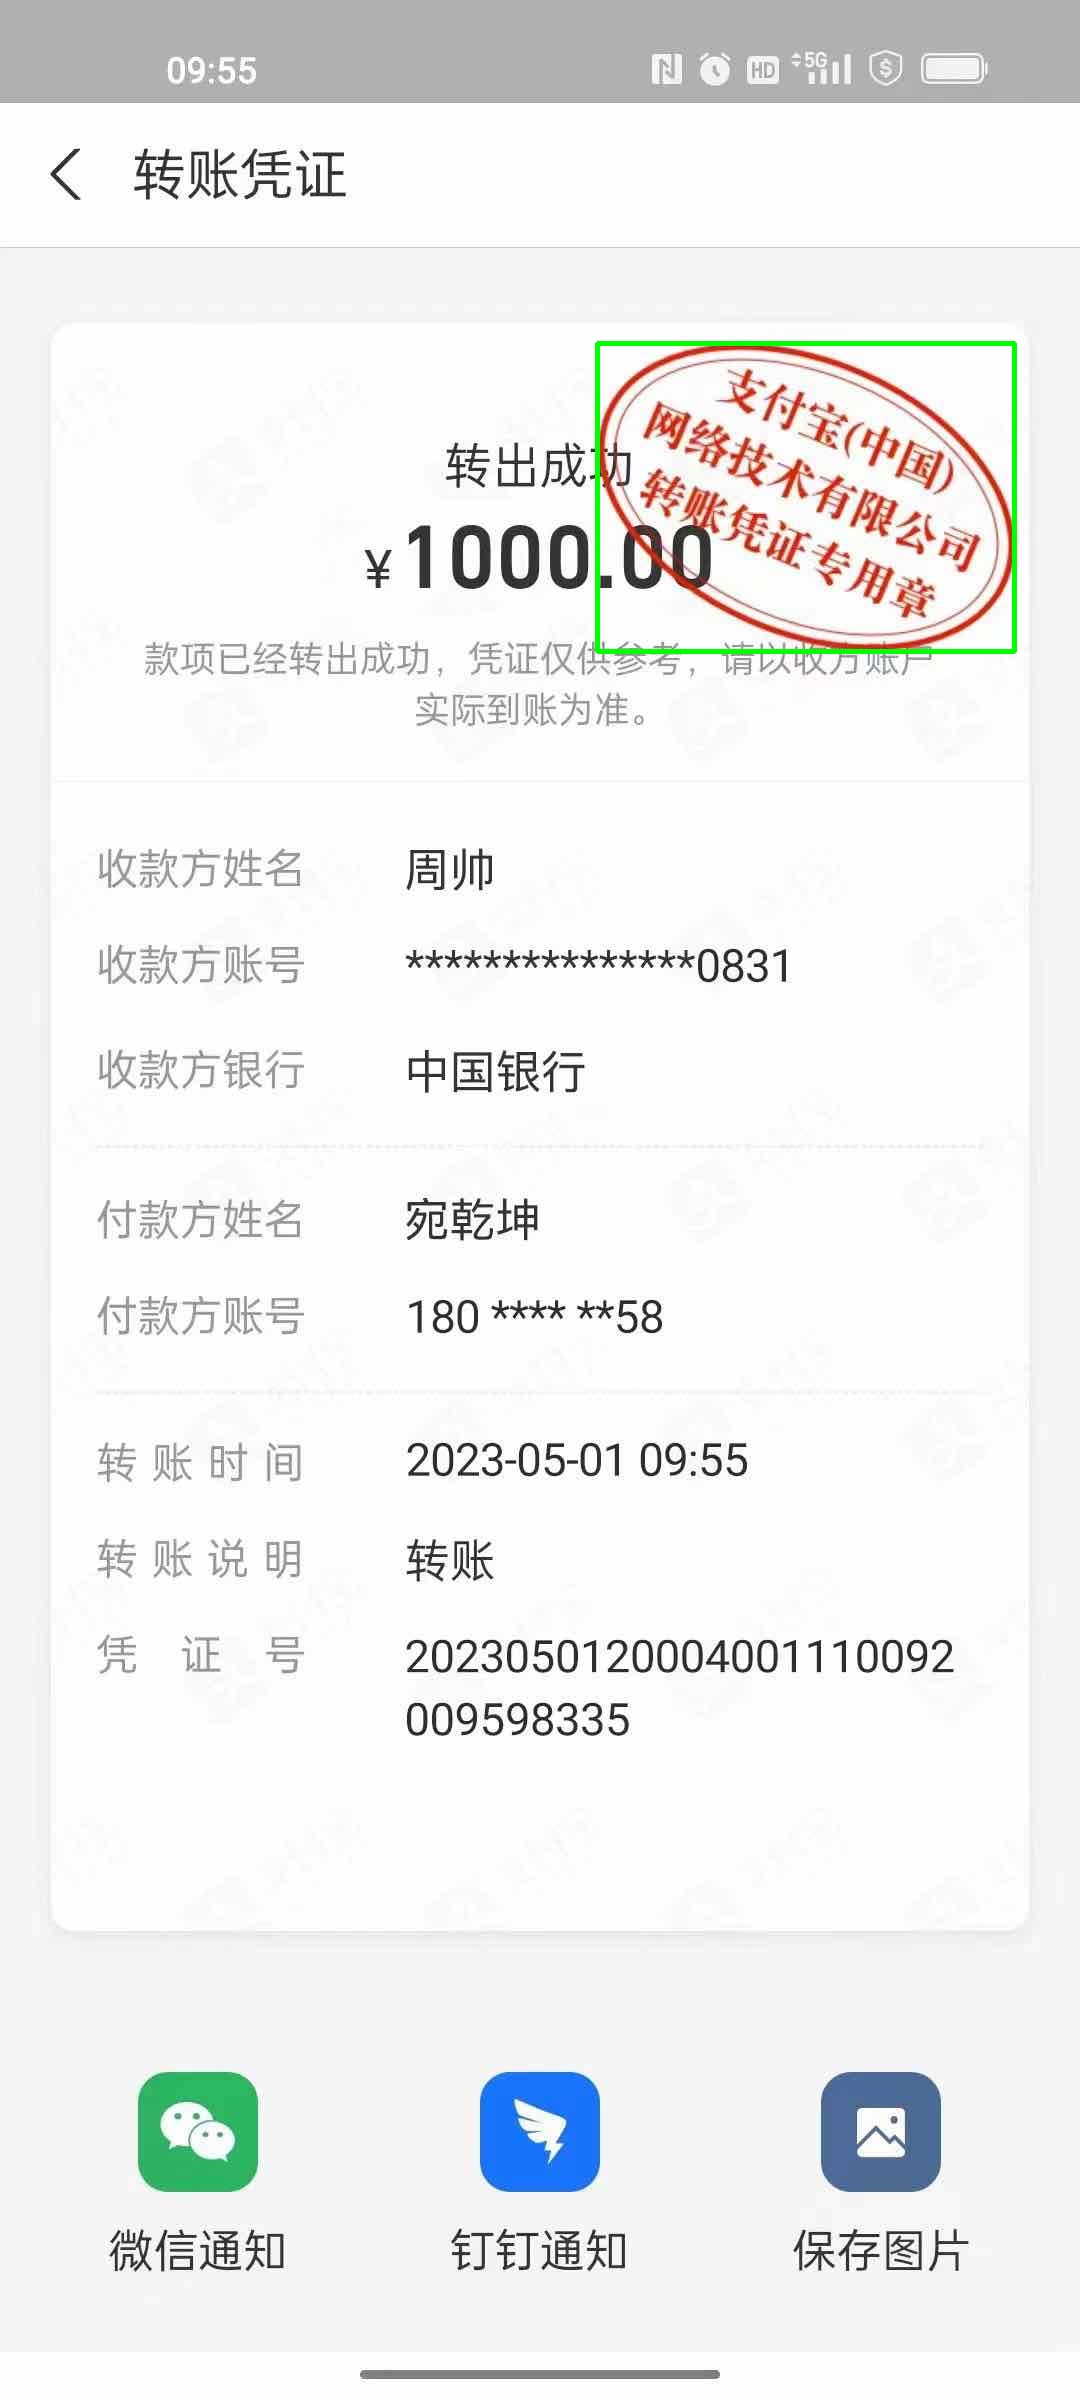 09:55
HD 5G
转账凭证
支付宝(中国)
网络技术有限公司
转账凭证专用章
转出成功
¥1000.00
款项已经转出成功，凭证仅供参考，请以收方账户
实际到账为准。
收款方姓名 周帅
收款方账号 ***************0831
收款方银行 中国银行
付款方姓名 宛乾坤
付款方账号 180 **** **58
转账时间 2023-05-01 09:55
转账说明 转账
凭证号 2023050120004001110092
009598335
微信通知 钉钉通知 保存图片